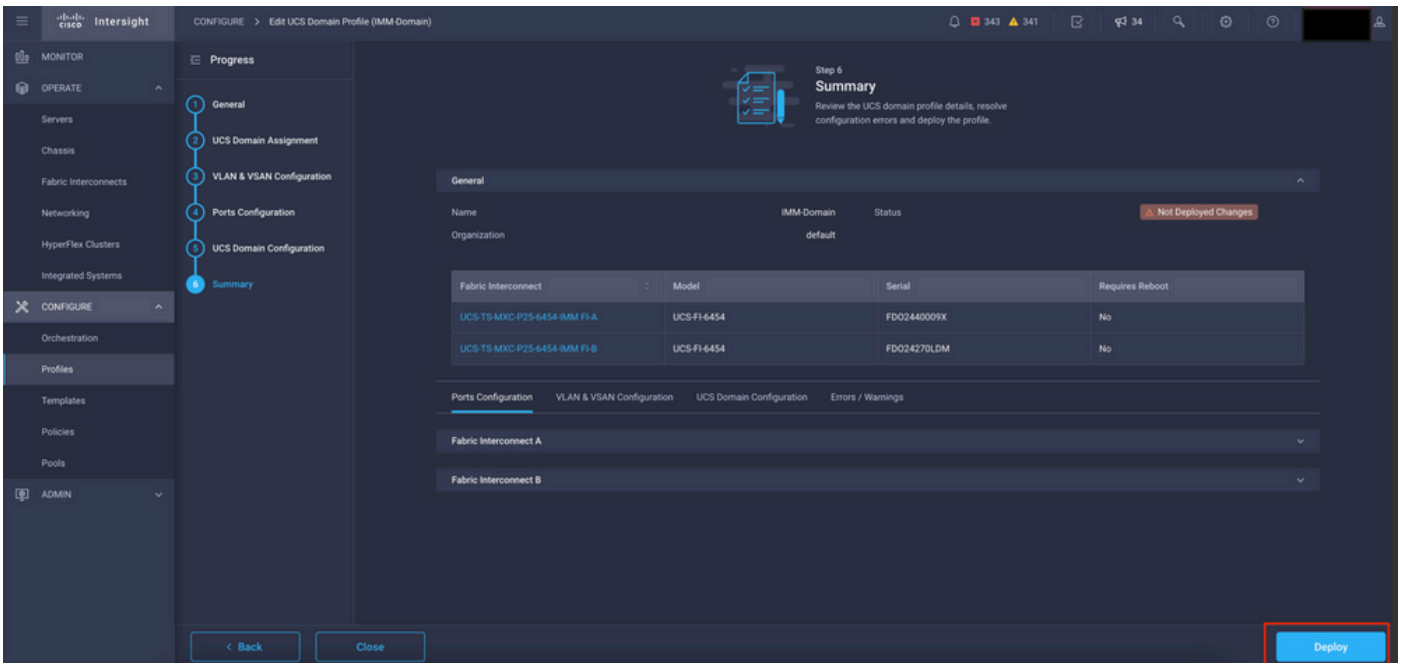 cisco Intersight
CONFIGURE > Edit UCS Domain Profile (IMM-Domain)
343 341 34
MONITOR
OPERATE
Servers
Chassis
Fabric Interconnects
Networking
HyperFlex Clusters
Integrated Systems
CONFIGURE
Orchestration
Profiles
Templates
Policies
Pools
ADMIN
Progress
1 General
2 UCS Domain Assignment
3 VLAN & VSAN Configuration
4 Ports Configuration
5 UCS Domain Configuration
6 Summary
Step 6
Summary
Review the UCS domain profile details, resolve
configuration errors and deploy the profile.
General
Name IMM-Domain Status Not Deployed Changes
Organization default
Fabric Interconnect Model Serial Requires Reboot
UCS-TS-MXC-P25-6454-IMM FI-A UCS-FI-6454 FDO2440009X No
UCS-TS-MXC-P25-6454-IMM FI-B UCS-FI-6454 FDO24270LDM No
Ports Configuration VLAN & VSAN Configuration UCS Domain Configuration Errors / Warnings
Fabric Interconnect A
Fabric Interconnect B
< Back Close Deploy